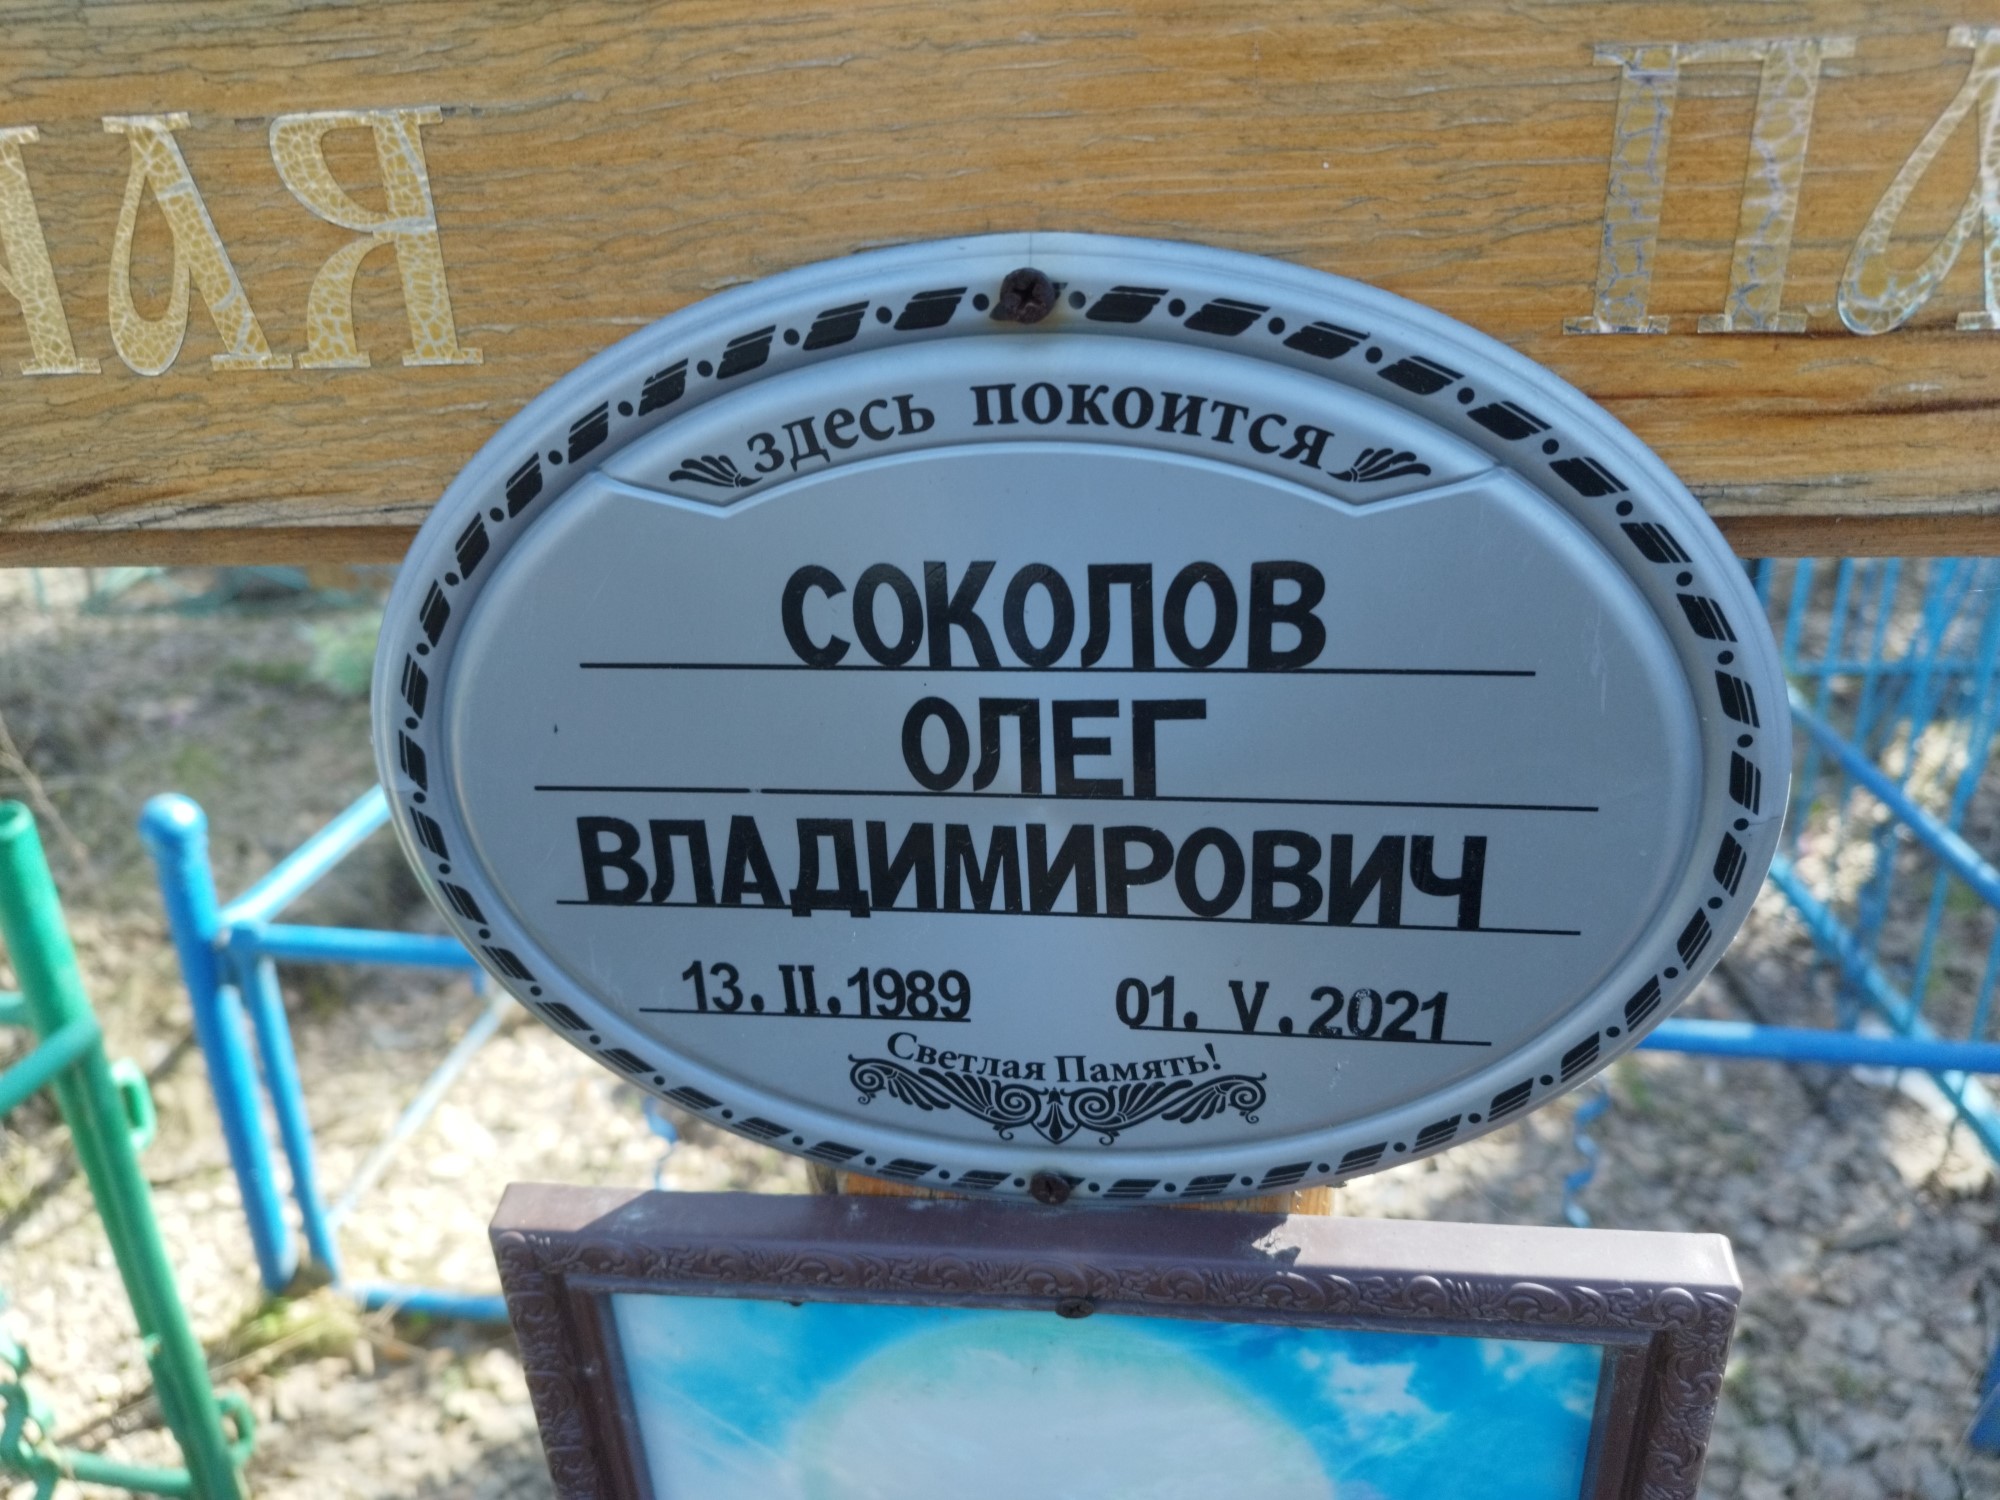 здесь покоится
СОКОЛОВ
ОЛЕГ
ВЛАДИМИРОВИЧ
13.II.1989 01.V.2021
Светлая Память!